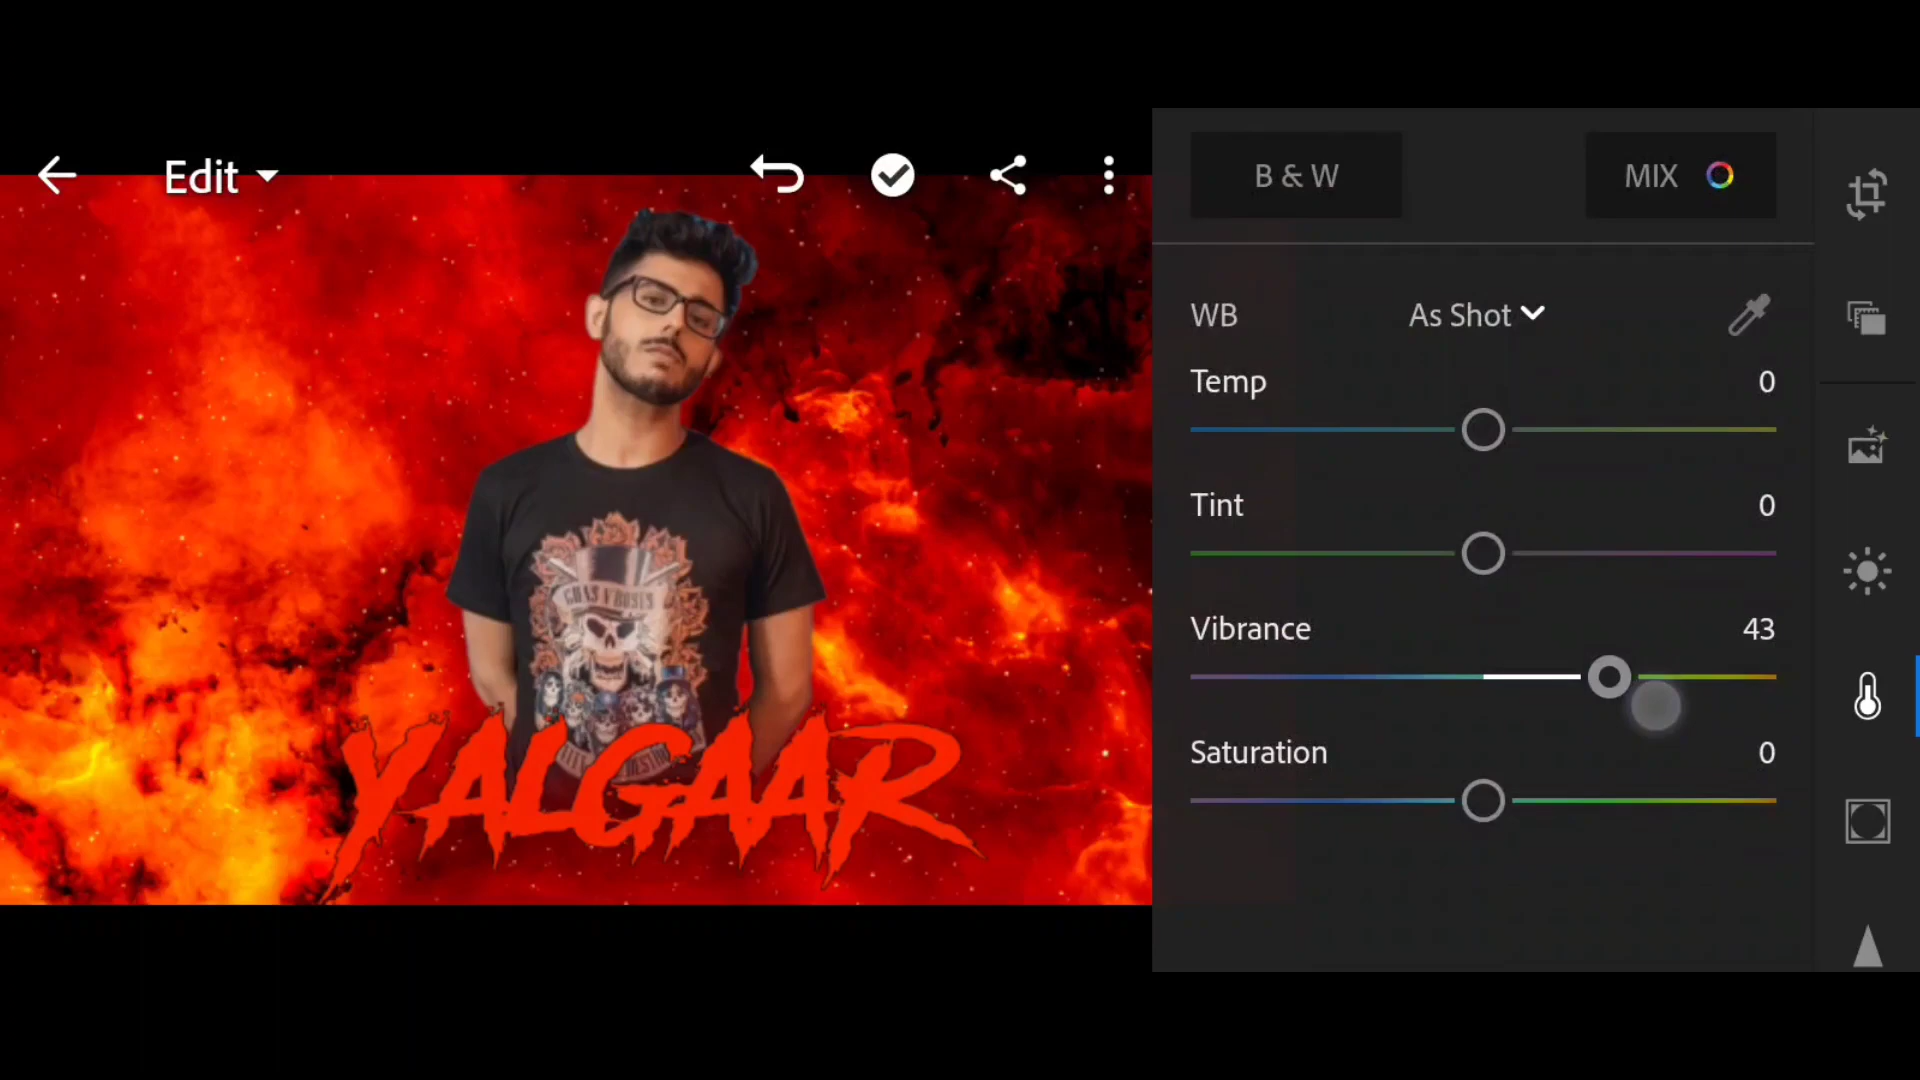 Edit
B & W
MIX
WB
As Shot
Temp
0
Tint
0
Vibrance
43
Saturation
0
GUNS N ROSES
YALGAAR